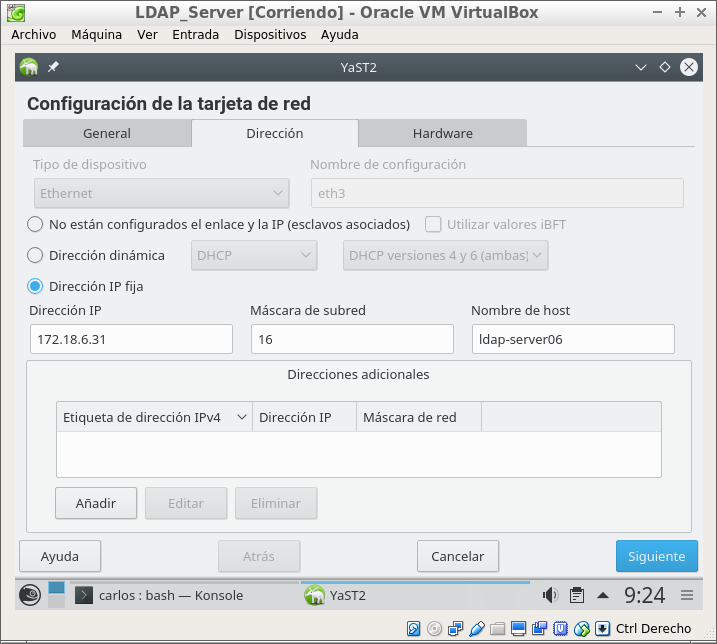 LDAP_Server [Corriendo] - Oracle VM VirtualBox
Archivo Máquina Ver Entrada Dispositivos Ayuda
YaST2
Configuración de la tarjeta de red
General Dirección Hardware
Tipo de dispositivo Nombre de configuración
Ethernet eth3
No están configurados el enlace y la IP (esclavos asociados) Utilizar valores iBFT
Dirección dinámica DHCP DHCP versiones 4 y 6 (ambas)
Dirección IP fija
Dirección IP Máscara de subred Nombre de host
172.18.6.31 16 ldap-server06
Direcciones adicionales
Etiqueta de dirección IPv4 Dirección IP Máscara de red
Añadir Editar Eliminar
Ayuda Atrás Cancelar Siguiente
carlos : bash — Konsole YaST2 9:24
Ctrl Derecho